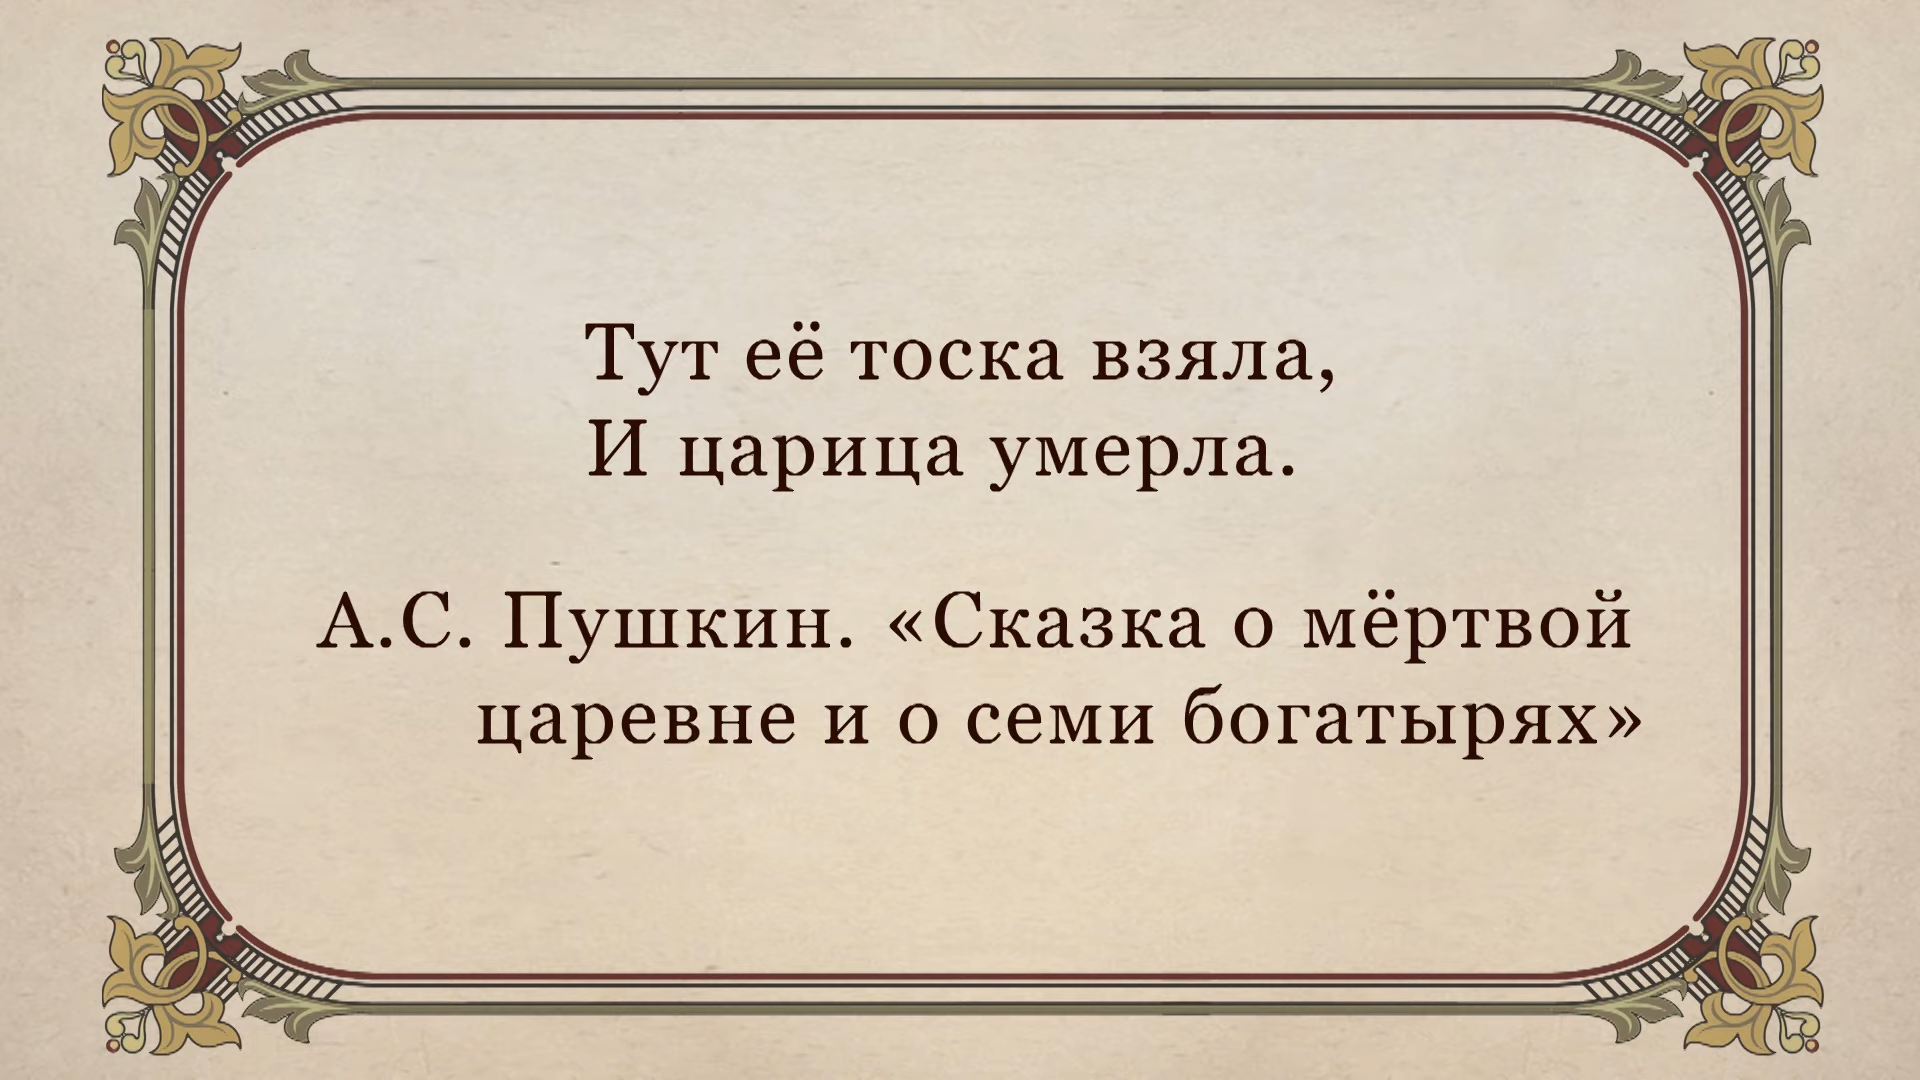 Тут её тоска взяла,
И царица умерла.
А.С. Пушкин. «Сказка о мёртвой
царевне и о семи богатырях»